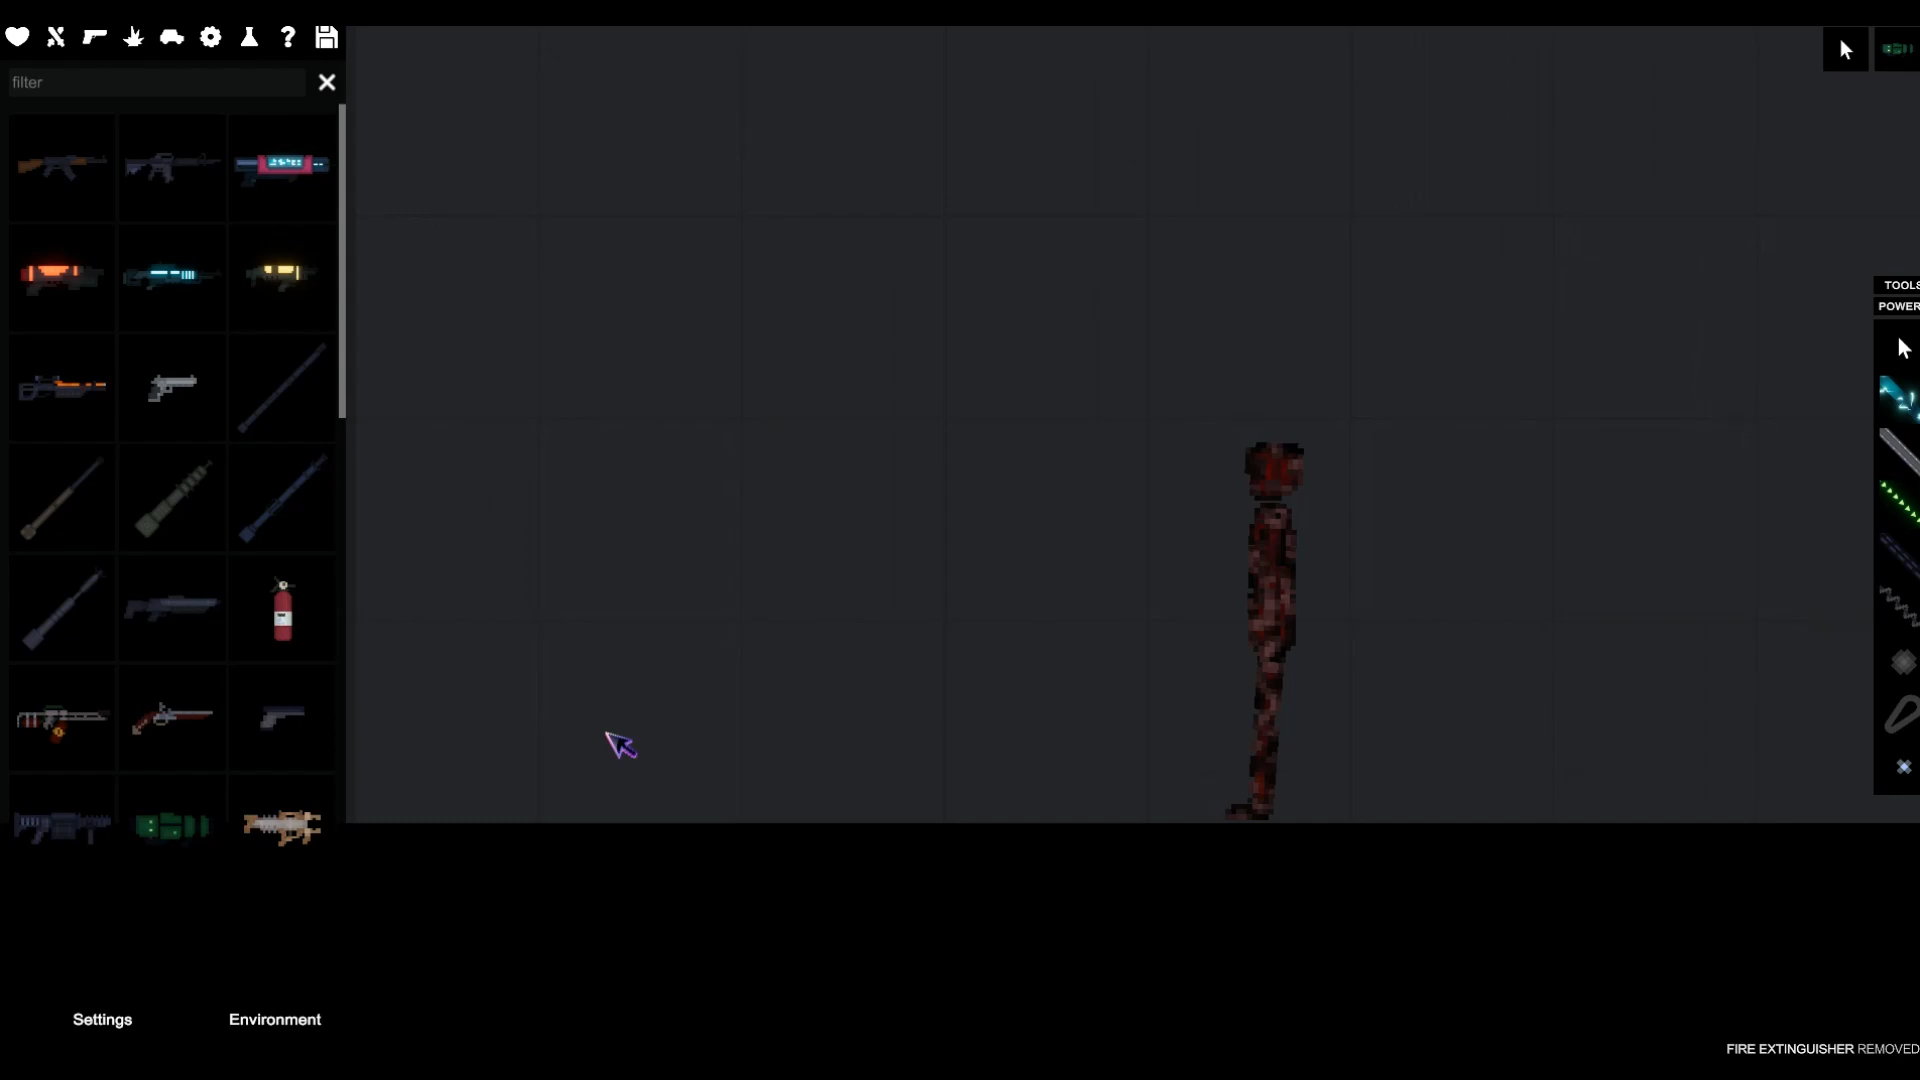 filter
TOOLS
POWER
Settings
Environment
FIRE EXTINGUISHER REMOVED